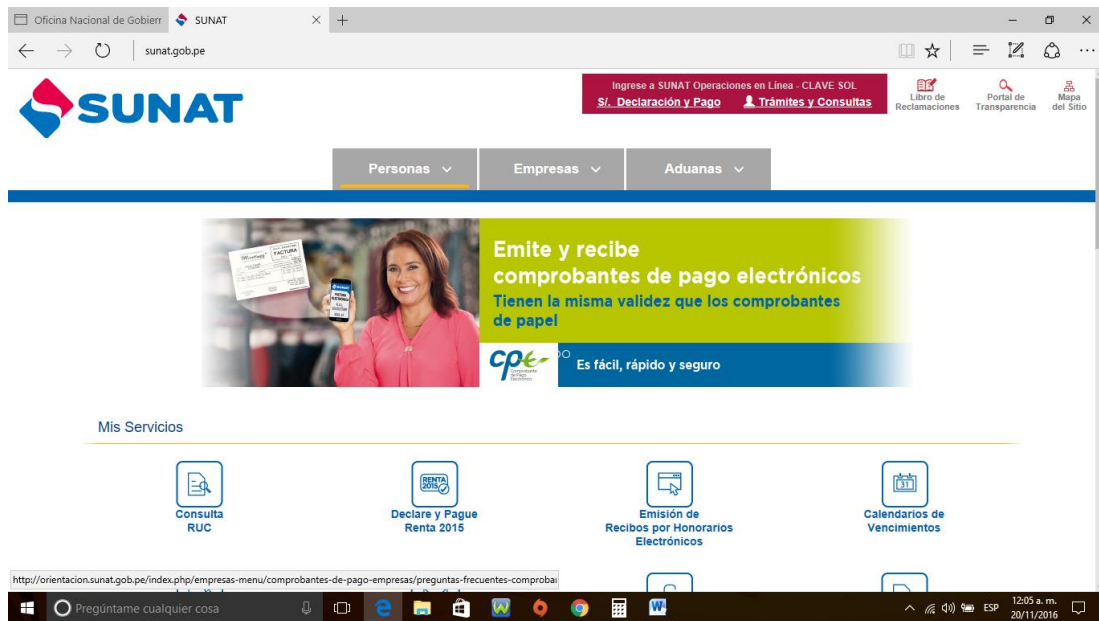 Oficina Nacional de Gobierr
SUNAT
sunat.gob.pe
SUNAT
Ingrese a SUNAT Operaciones en Línea - CLAVE SOL
S/. Declaración y Pago Trámites y Consultas
Libro de
Reclamaciones
Portal de
Transparencia
Mapa
del Sitio
Personas
Empresas
Aduanas
FACTURA
Emite y recibe
comprobantes de pago electrónicos
Tienen la misma validez que los comprobantes
de papel
cpe
Comprobante
de Pago
Electrónico
DO
Es fácil, rápido y seguro
Mis Servicios
Consulta
RUC
RENTA
2015
Declare y Pague
Renta 2015
Emisión de
Recibos por Honorarios
Electrónicos
31
Calendarios de
Vencimientos
http://orientacion.sunat.gob.pe/index.php/empresas-menu/comprobantes-de-pago-empresas/preguntas-frecuentes-comproba
Pregúntame cualquier cosa
ESP
12:05 a. m.
20/11/2016